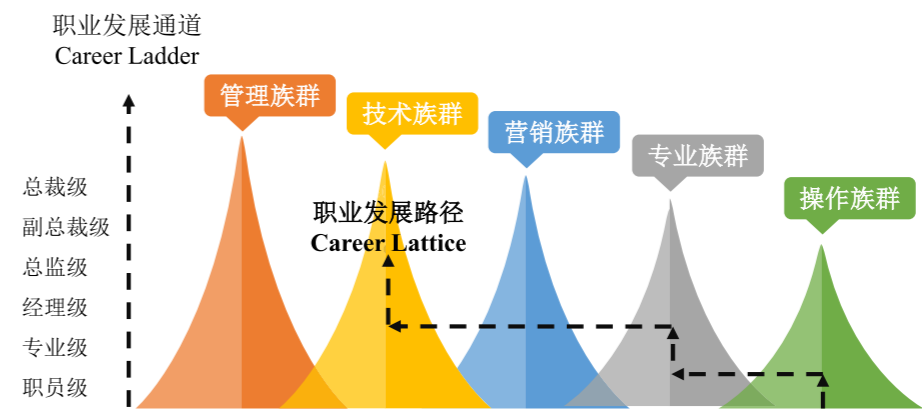 职业发展通道
Career Ladder
管理族群
技术族群
营销族群
专业族群
操作族群
职业发展路径
Career Lattice
总裁级
副总裁级
总监级
经理级
专业级
职员级